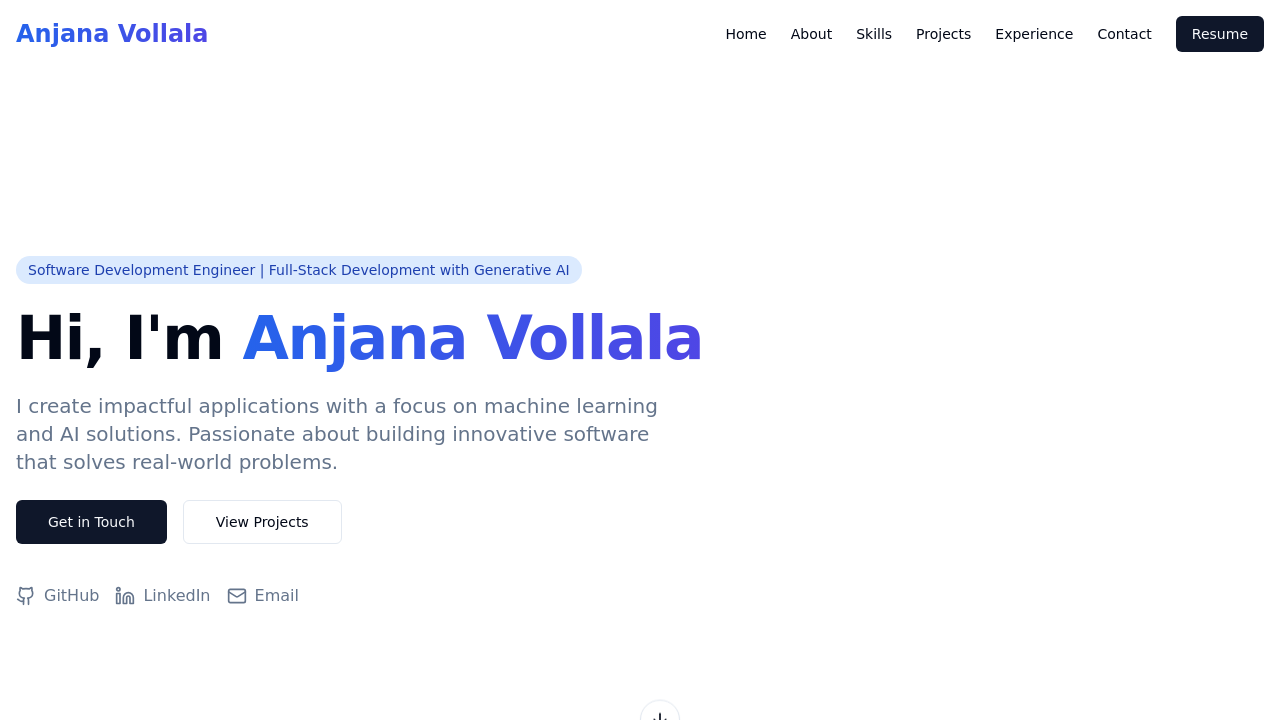 Anjana Vollala
Home About Skills Projects Experience Contact Resume
Software Development Engineer | Full-Stack Development with Generative AI
Hi, I'm Anjana Vollala
I create impactful applications with a focus on machine learning
and AI solutions. Passionate about building innovative software
that solves real-world problems.
Get in Touch View Projects
GitHub LinkedIn Email